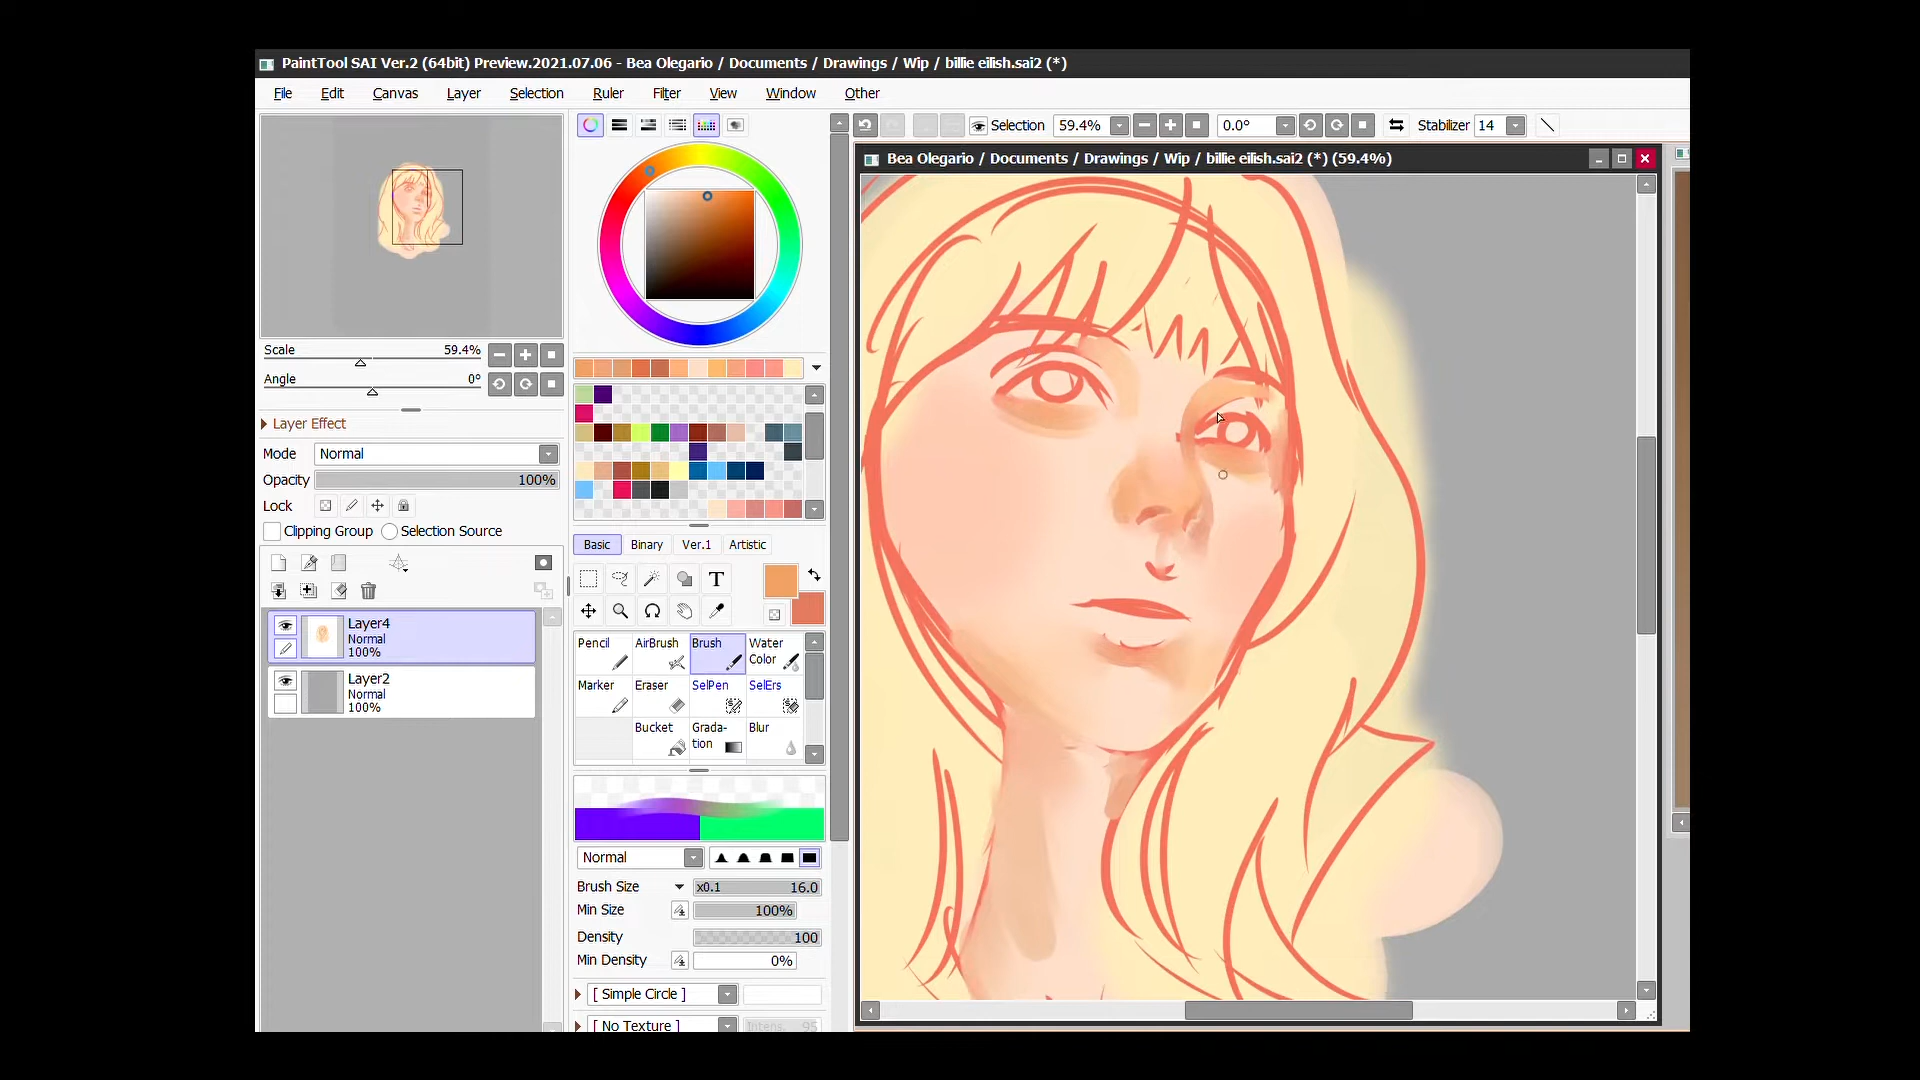 PaintTool SAI Ver.2 (64bit) Preview.2021.07.06 - Bea Olegario / Documents / Drawings / Wip / billie eilish.sai2 (*)
File Edit Canvas Layer Selection Ruler Filter View Window Other
Selection 59.4% 0.0° Stabilizer 14
Bea Olegario / Documents / Drawings / Wip / billie eilish.sai2 (*) (59.4%)
Scale 59.4%
Angle 0°
Layer Effect
Mode Normal
Opacity 100%
Lock
Clipping Group Selection Source
Layer4
Normal
100%
Layer2
Normal
100%
Basic Binary Ver.1 Artistic
T
Pencil AirBrush Brush Water Color
Marker Eraser SelPen SelErs
Bucket Grada-tion Blur
Normal
Brush Size x0.1 16.0
Min Size 100%
Density 100
Min Density 0%
[ Simple Circle ]
[ No Texture ] Intens. 95